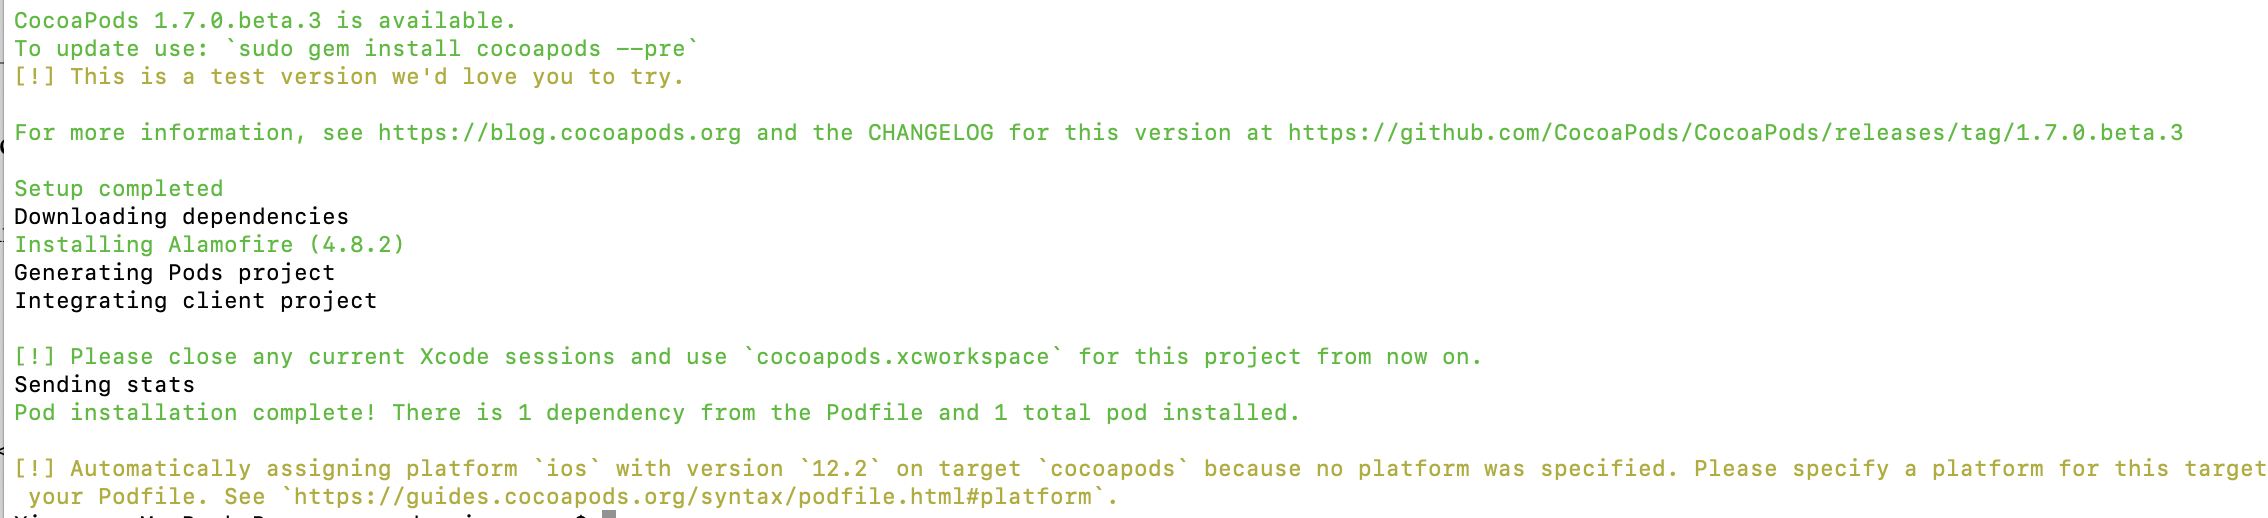 CocoaPods 1.7.0.beta.3 is available.
To update use: `sudo gem install cocoapods --pre`
[!] This is a test version we'd love you to try.
For more information, see https://blog.cocoapods.org and the CHANGELOG for this version at https://github.com/CocoaPods/CocoaPods/releases/tag/1.7.0.beta.3
Setup completed
Downloading dependencies
Installing Alamofire (4.8.2)
Generating Pods project
Integrating client project
[!] Please close any current Xcode sessions and use `cocoapods.xcworkspace` for this project from now on.
Sending stats
Pod installation complete! There is 1 dependency from the Podfile and 1 total pod installed.
[!] Automatically assigning platform `ios` with version `12.2` on target `cocoapods` because no platform was specified. Please specify a platform for this target
your Podfile. See `https://guides.cocoapods.org/syntax/podfile.html#platform`.